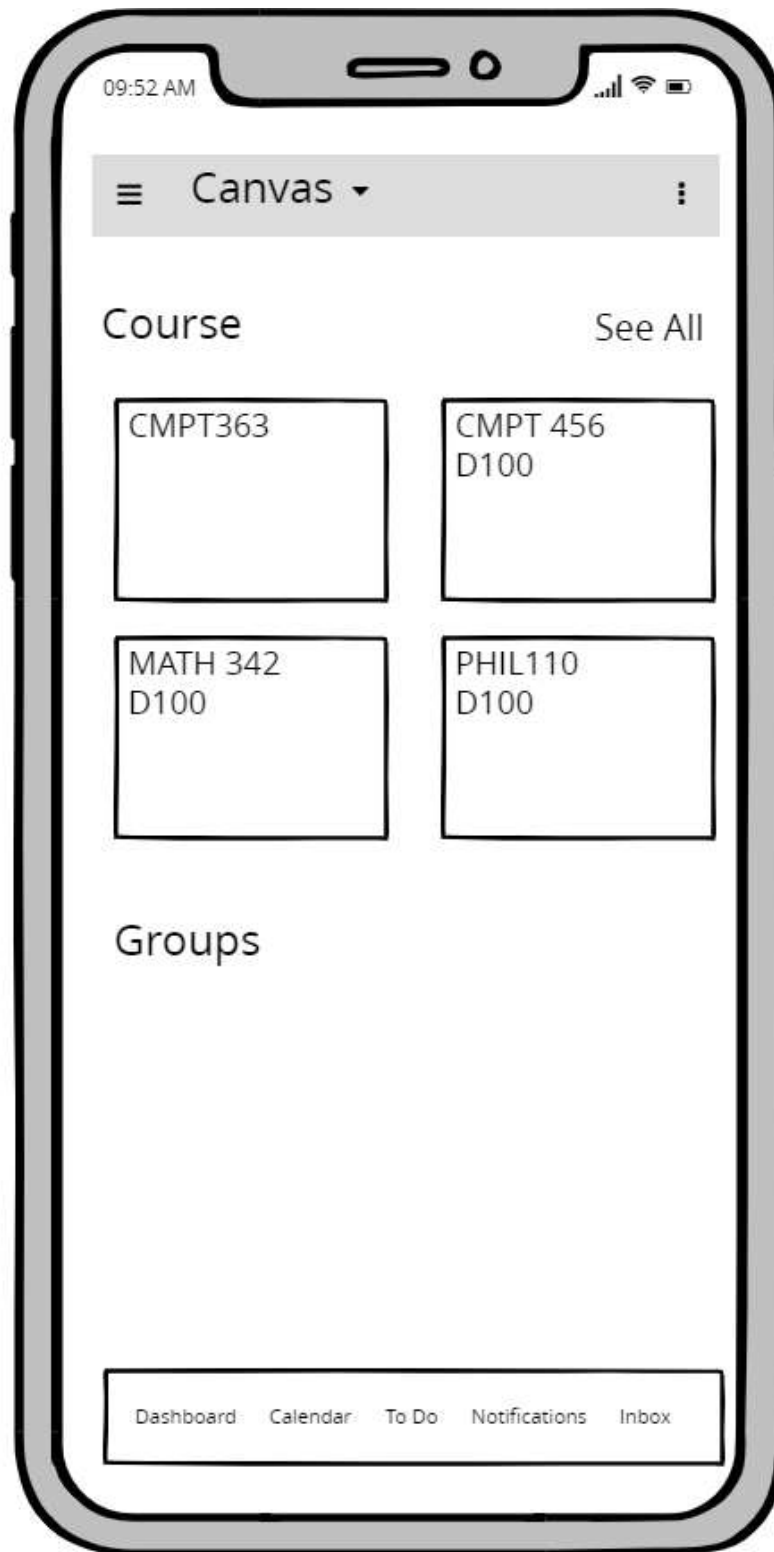 09:52 AM
Canvas
Course
See All
CMPT363
CMPT 456
D100
MATH 342
D100
PHIL110
D100
Groups
Dashboard Calendar To Do Notifications Inbox